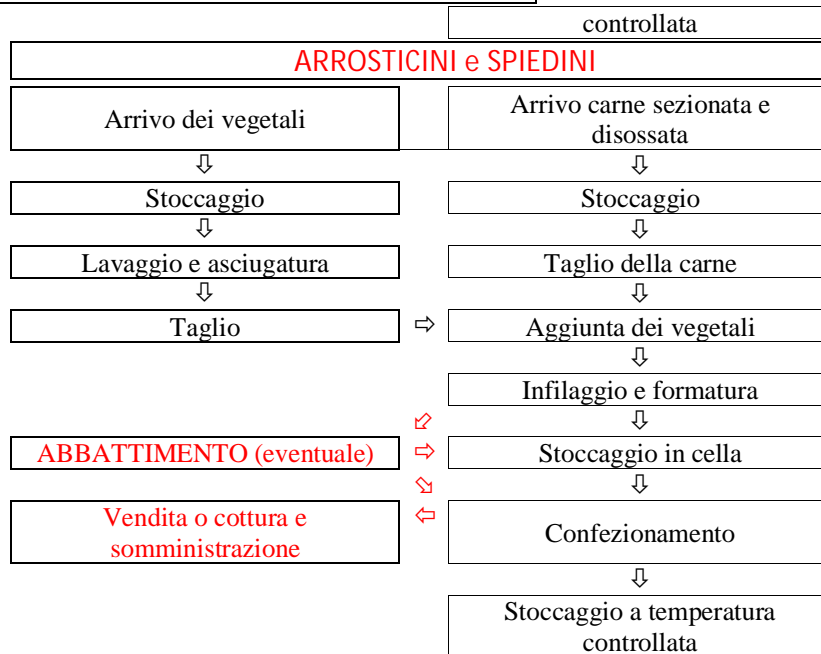 controllata
ARROSTICINI e SPIEDINI
Arrivo dei vegetali
Arrivo carne sezionata e
disossata
⇩
⇩
Stoccaggio
Stoccaggio
⇩
⇩
Lavaggio e asciugatura
Taglio della carne
⇩
⇩
Taglio
⇨
Aggiunta dei vegetali
⇩
Infilaggio e formatura
⇩
ABBATTIMENTO (eventuale)
⇨
Stoccaggio in cella
⇩
Vendita o cottura e
somministrazione
⇦
Confezionamento
⇩
Stoccaggio a temperatura
controllata